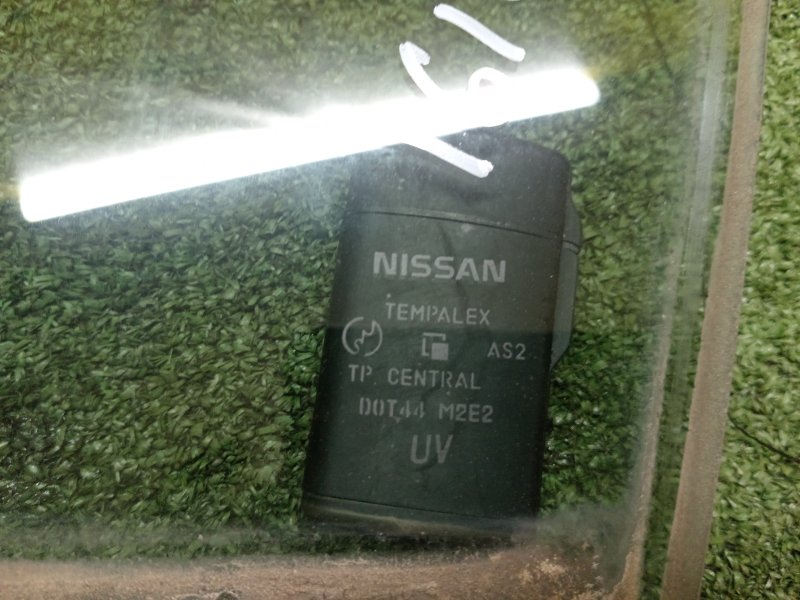 NISSAN
TEMPALEX
AS2
TP. CENTRAL
DOT44 M2E2
UV